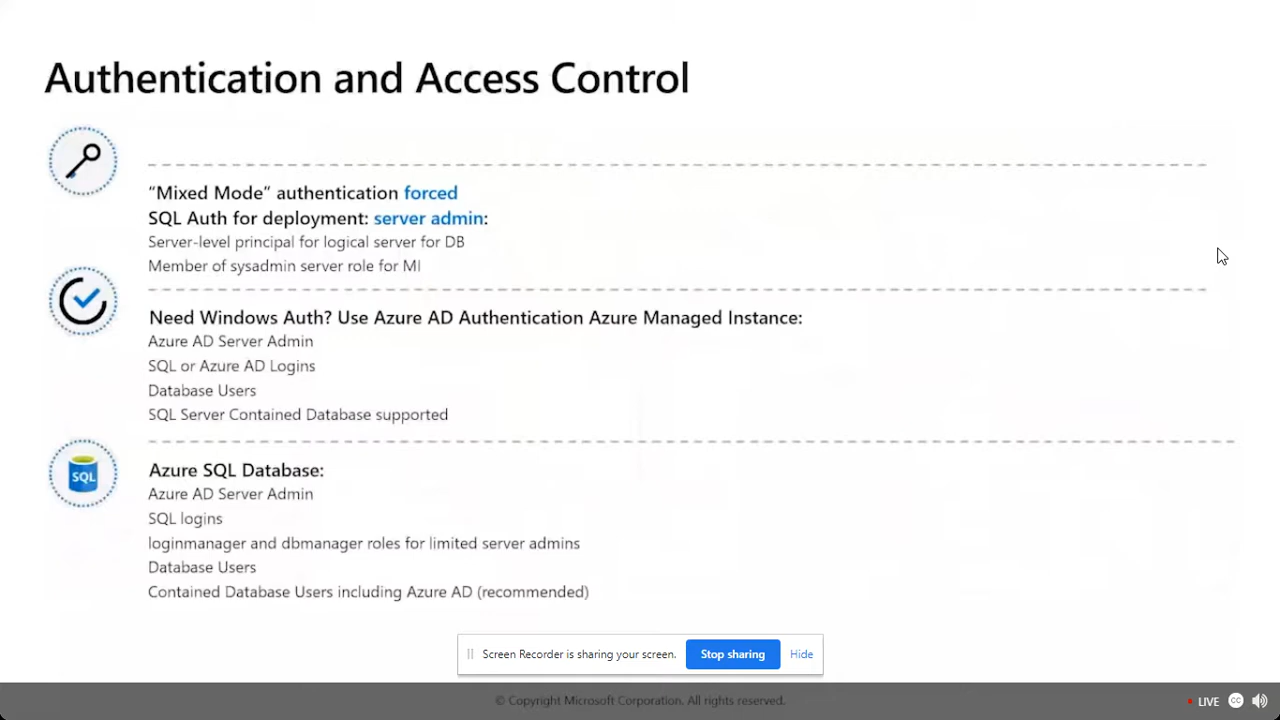 Authentication and Access Control
“Mixed Mode” authentication forced
SQL Auth for deployment: server admin:
Server-level principal for logical server for DB
Member of sysadmin server role for MI
Need Windows Auth? Use Azure AD Authentication Azure Managed Instance:
Azure AD Server Admin
SQL or Azure AD Logins
Database Users
SQL Server Contained Database supported
SQL
Azure SQL Database:
Azure AD Server Admin
SQL logins
loginmanager and dbmanager roles for limited server admins
Database Users
Contained Database Users including Azure AD (recommended)
Screen Recorder is sharing your screen. Stop sharing Hide
© Copyright Microsoft Corporation. All rights reserved.
LIVE CC